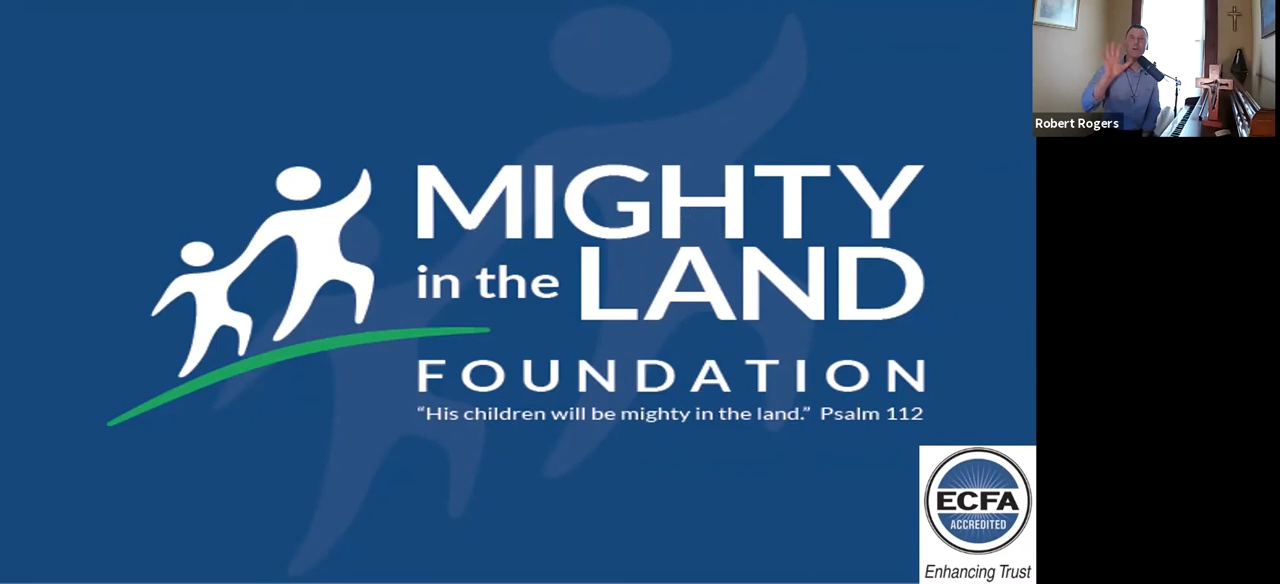 MIGHTY
in the LAND
FOUNDATION
“His children will be mighty in the land.” Psalm 112
Robert Rogers
ECFA
ACCREDITED
Enhancing Trust